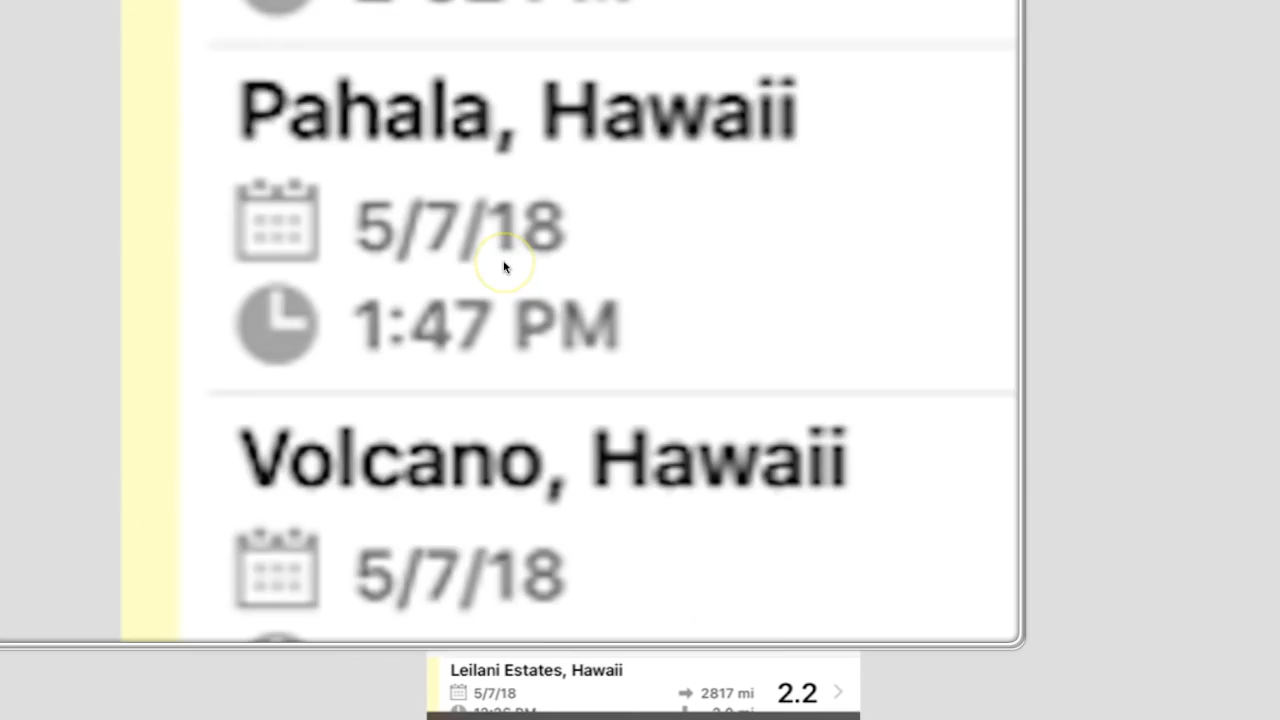 Pahala, Hawaii
5/7/18
1:47 PM
Volcano, Hawaii
5/7/18
Leilani Estates, Hawaii
5/7/18 2817 mi 2.2